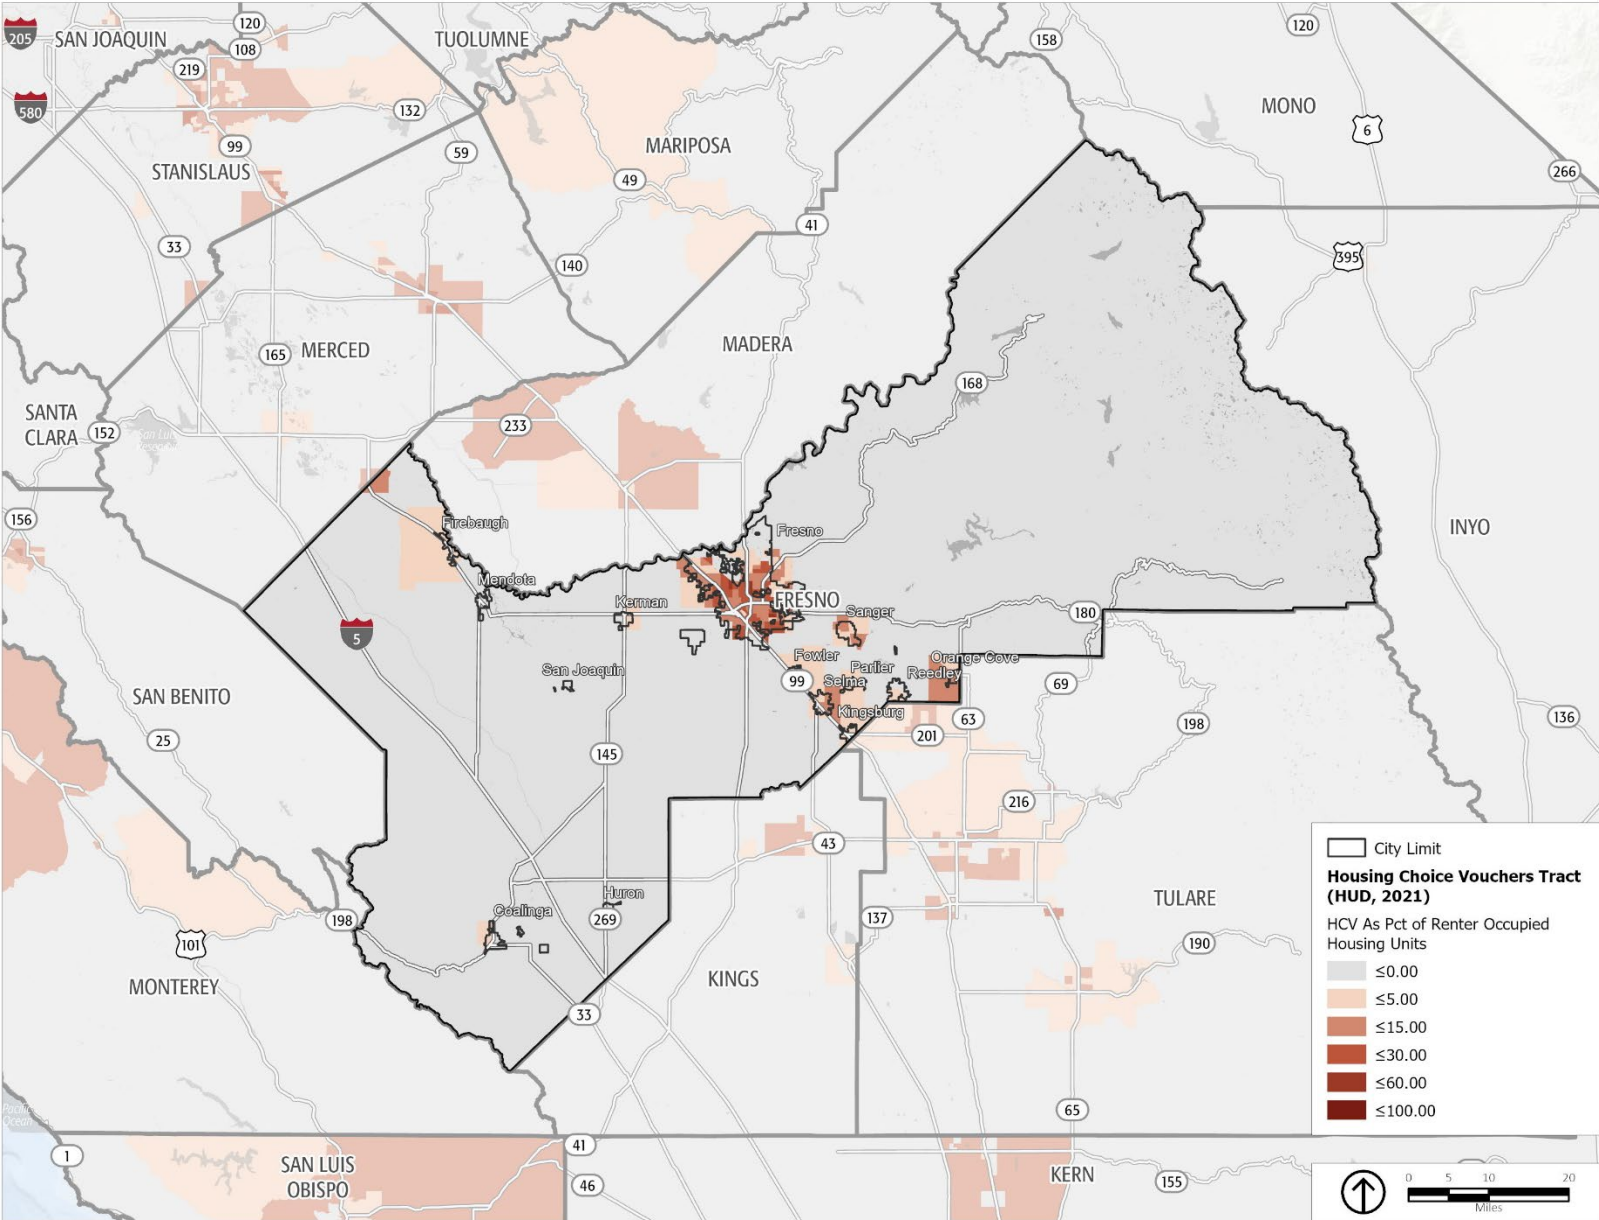 205
SAN JOAQUIN
120
108
TUOLUMNE
158
120
219
580
132
MONO
6
99
59
MARIPOSA
STANISLAUS
49
266
33
41
140
395
165
MERCED
MADERA
168
SANTA
CLARA
152
San Luis
Reservoir
233
156
Firebaugh
Fresno
INYO
Mendota
Kerman
FRESNO
Sanger
180
5
San Joaquin
Fowler
Parlier
Orange Cove
Reedley
99
Selma
69
SAN BENITO
Kingsburg
63
198
136
25
201
145
216
43
City Limit
Housing Choice Vouchers Tract
(HUD, 2021)
HCV As Pct of Renter Occupied
Housing Units
≤0.00
≤5.00
≤15.00
≤30.00
≤60.00
≤100.00
Huron
TULARE
Coalinga
198
269
137
101
190
KINGS
MONTEREY
33
Pacific
Ocean
65
1
41
SAN LUIS
OBISPO
46
KERN
155
0 5 10 20
Miles